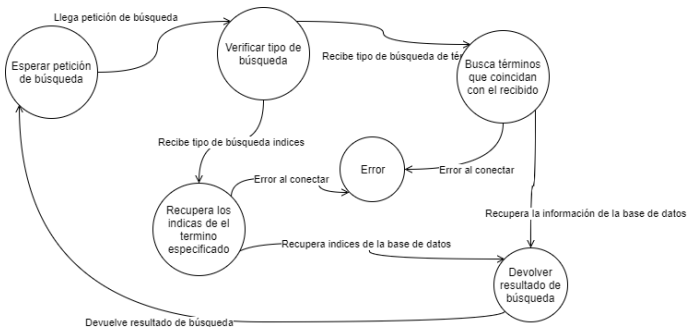 Llega petición de búsqueda
Esperar petición
de búsqueda
Verificar tipo de
búsqueda
Recibe tipo de búsqueda de
Busca términos
que coincidan
con el recibido
Recibe tipo de búsqueda indices
Error
Error al conectar
Error al conectar
Recupera los
indicas de el
termino
especificado
Recupera la información de la base de datos
Recupera indices de la base de datos
Devolver
resultado de
búsqueda
Devuelve resultado de búsqueda